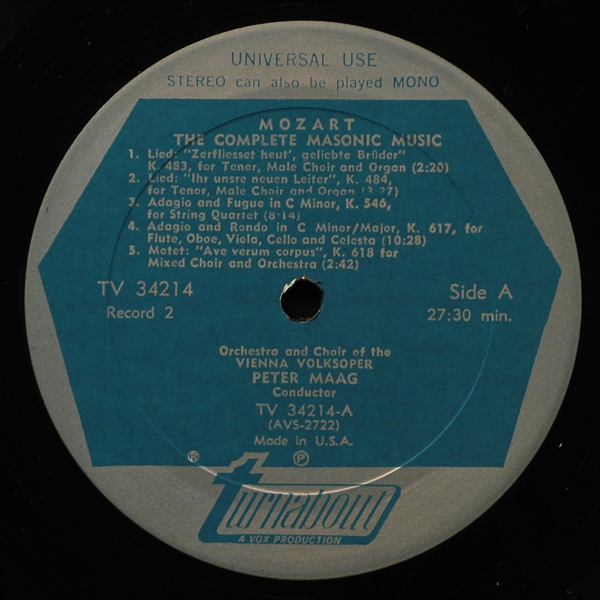 UNIVERSAL USE
STEREO can also be played MONO
MOZART
THE COMPLETE MASONIC MUSIC
1. Lied: "Zerfliesset heut', geliebte Brüder"
K. 483, for Tenor, Male Choir and Organ (2:20)
2. Lied: "Ihr unsre neuen Leiter", K. 484,
for Tenor, Male Choir and Organ (3:27)
3. Adagio and Fugue in C Minor, K. 546,
for String Quartet (8:14)
4. Adagio and Rondo in C Minor/Major, K. 617, for
Flute, Oboe, Viola, Cello and Celesta (10:28)
5. Motet: "Ave verum corpus", K. 618 for
Mixed Choir and Orchestra (2:42)
TV 34214 Side A
Record 2 27:30 min.
Orchestra and Choir of the
VIENNA VOLKSOPER
PETER MAAG
Conductor
TV 34214-A
(AVS-2722)
Made in U.S.A.
® ℗
turnabout
A VOX PRODUCTION